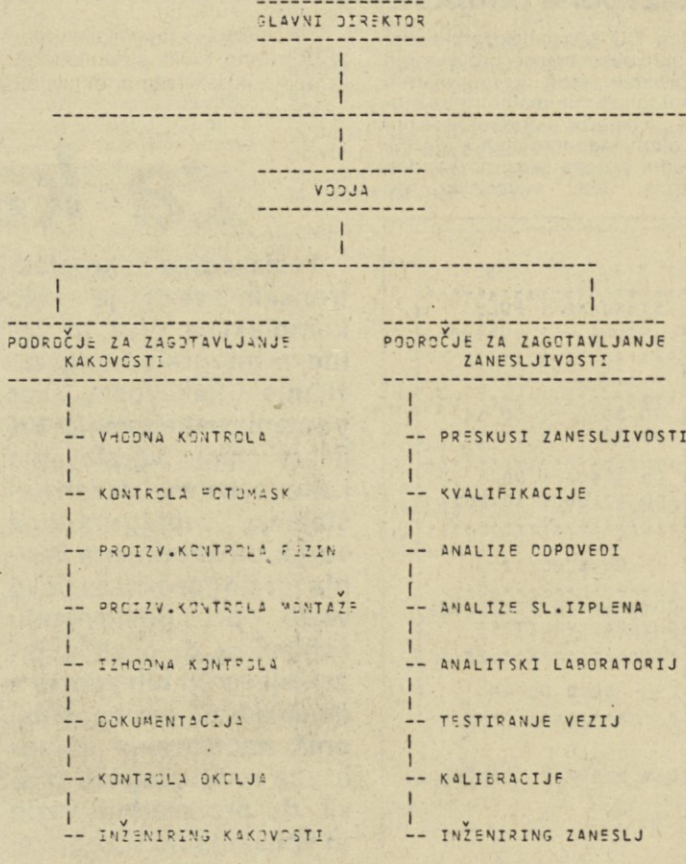 GLAVNI DIREKTOR
VODJA
PODROČJE ZA ZAGOTAVLJANJE
KAKOVOSTI
PODROČJE ZA ZAGOTAVLJANJE
ZANESLJIVOSTI
-- VHODNA KONTROLA
-- KONTROLA FOTOMASK
-- PROIZV.KONTROLA REZIN
-- PROIZV.KONTROLA MONTAŽE
-- IZHODNA KONTROLA
-- DOKUMENTACIJA
-- KONTROLA OKOLJA
-- INŽENIRING KAKOVOSTI
-- PRESKUSI ZANESLJIVOSTI
-- KVALIFIKACIJE
-- ANALIZE ODPOVEDI
-- ANALIZE SL.IZPLENA
-- ANALITSKI LABORATORIJ
-- TESTIRANJE VEZIJ
-- KALIBRACIJE
-- INŽENIRING ZANESLJ